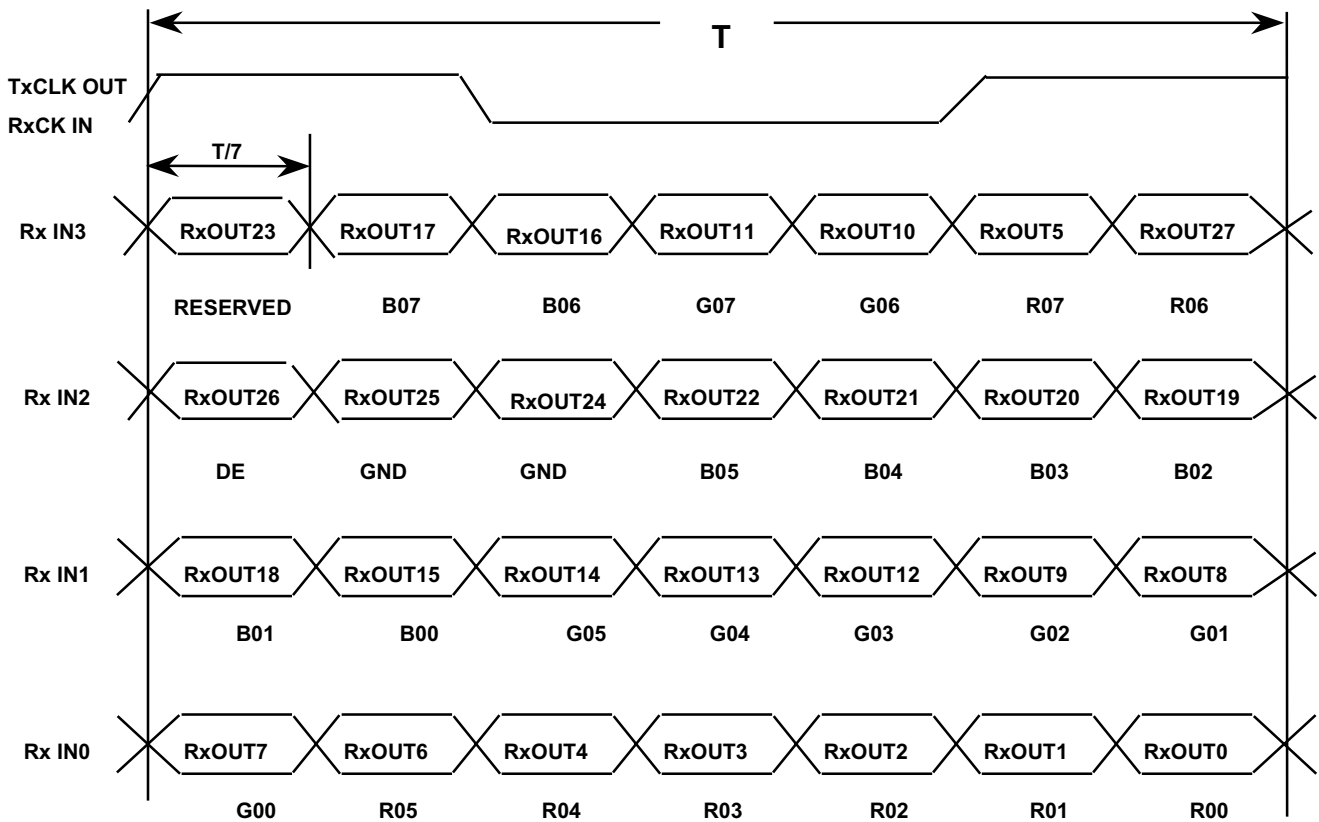 T
TxCLK OUT
RxCK IN
T/7
Rx IN3 RxOUT23 RxOUT17 RxOUT16 RxOUT11 RxOUT10 RxOUT5 RxOUT27
RESERVED B07 B06 G07 G06 R07 R06
Rx IN2 RxOUT26 RxOUT25 RxOUT24 RxOUT22 RxOUT21 RxOUT20 RxOUT19
DE GND GND B05 B04 B03 B02
Rx IN1 RxOUT18 RxOUT15 RxOUT14 RxOUT13 RxOUT12 RxOUT9 RxOUT8
B01 B00 G05 G04 G03 G02 G01
Rx IN0 RxOUT7 RxOUT6 RxOUT4 RxOUT3 RxOUT2 RxOUT1 RxOUT0
G00 R05 R04 R03 R02 R01 R00